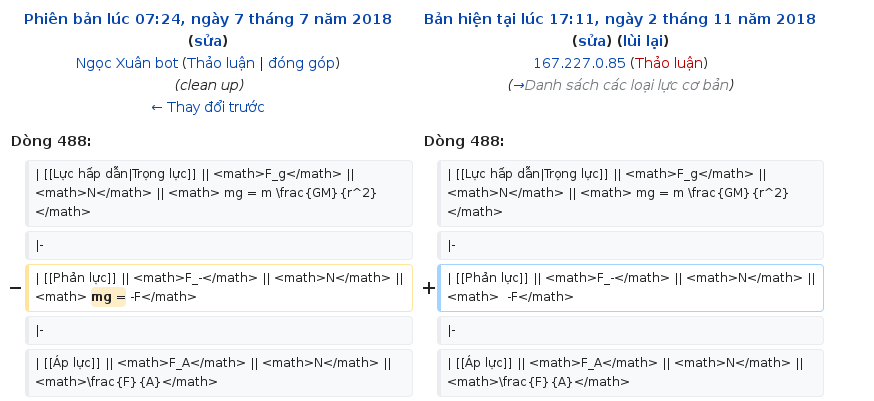 Phiên bản lúc 07:24, ngày 7 tháng 7 năm 2018
(sửa)
Ngọc Xuân bot (Thảo luận | đóng góp)
(clean up)
← Thay đổi trước
Bản hiện tại lúc 17:11, ngày 2 tháng 11 năm 2018
(sửa) (lùi lại)
167.227.0.85 (Thảo luận)
(→Danh sách các loại lực cơ bản)
Dòng 488:
Dòng 488:
| [[Lực hấp dẫn|Trọng lực]] || <math>F_g</math> ||
<math>N</math> || <math> mg = m \frac{GM}{r^2}
</math>
| [[Lực hấp dẫn|Trọng lực]] || <math>F_g</math> ||
<math>N</math> || <math> mg = m \frac{GM}{r^2}
</math>
|-
|-
− | [[Phản lực]] || <math>F_-</math> || <math>N</math> ||
<math> mg = -F</math>
+ | [[Phản lực]] || <math>F_-</math> || <math>N</math> ||
<math>  -F</math>
|-
|-
| [[Áp lực]] || <math>F_A</math> || <math>N</math> ||
<math>\frac{F}{A}</math>
| [[Áp lực]] || <math>F_A</math> || <math>N</math> ||
<math>\frac{F}{A}</math>